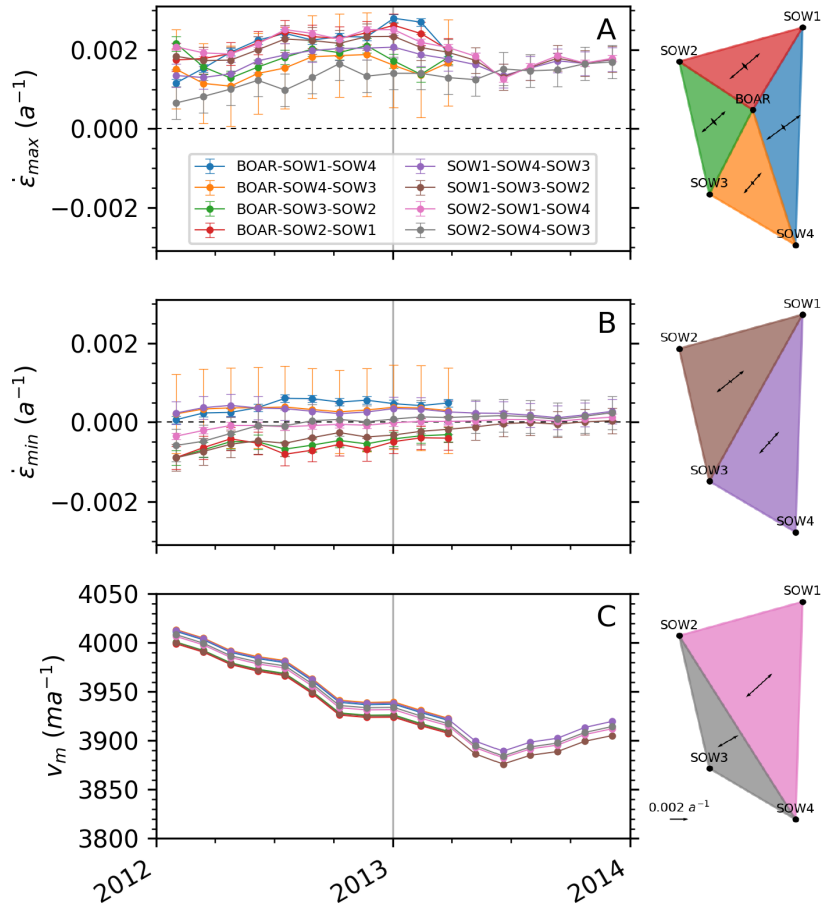 A
0.002
0.000
−0.002
ε̇max (a⁻¹)
BOAR-SOW1-SOW4
BOAR-SOW4-SOW3
BOAR-SOW3-SOW2
BOAR-SOW2-SOW1
SOW1-SOW4-SOW3
SOW1-SOW3-SOW2
SOW2-SOW1-SOW4
SOW2-SOW4-SOW3
SOW1
SOW2
BOAR
SOW3
SOW4
B
0.002
0.000
−0.002
ε̇min (a⁻¹)
SOW1
SOW2
SOW3
SOW4
C
4050
4000
3950
3900
3850
3800
vm (ma⁻¹)
2012
2013
2014
SOW1
SOW2
SOW3
SOW4
0.002 a⁻¹